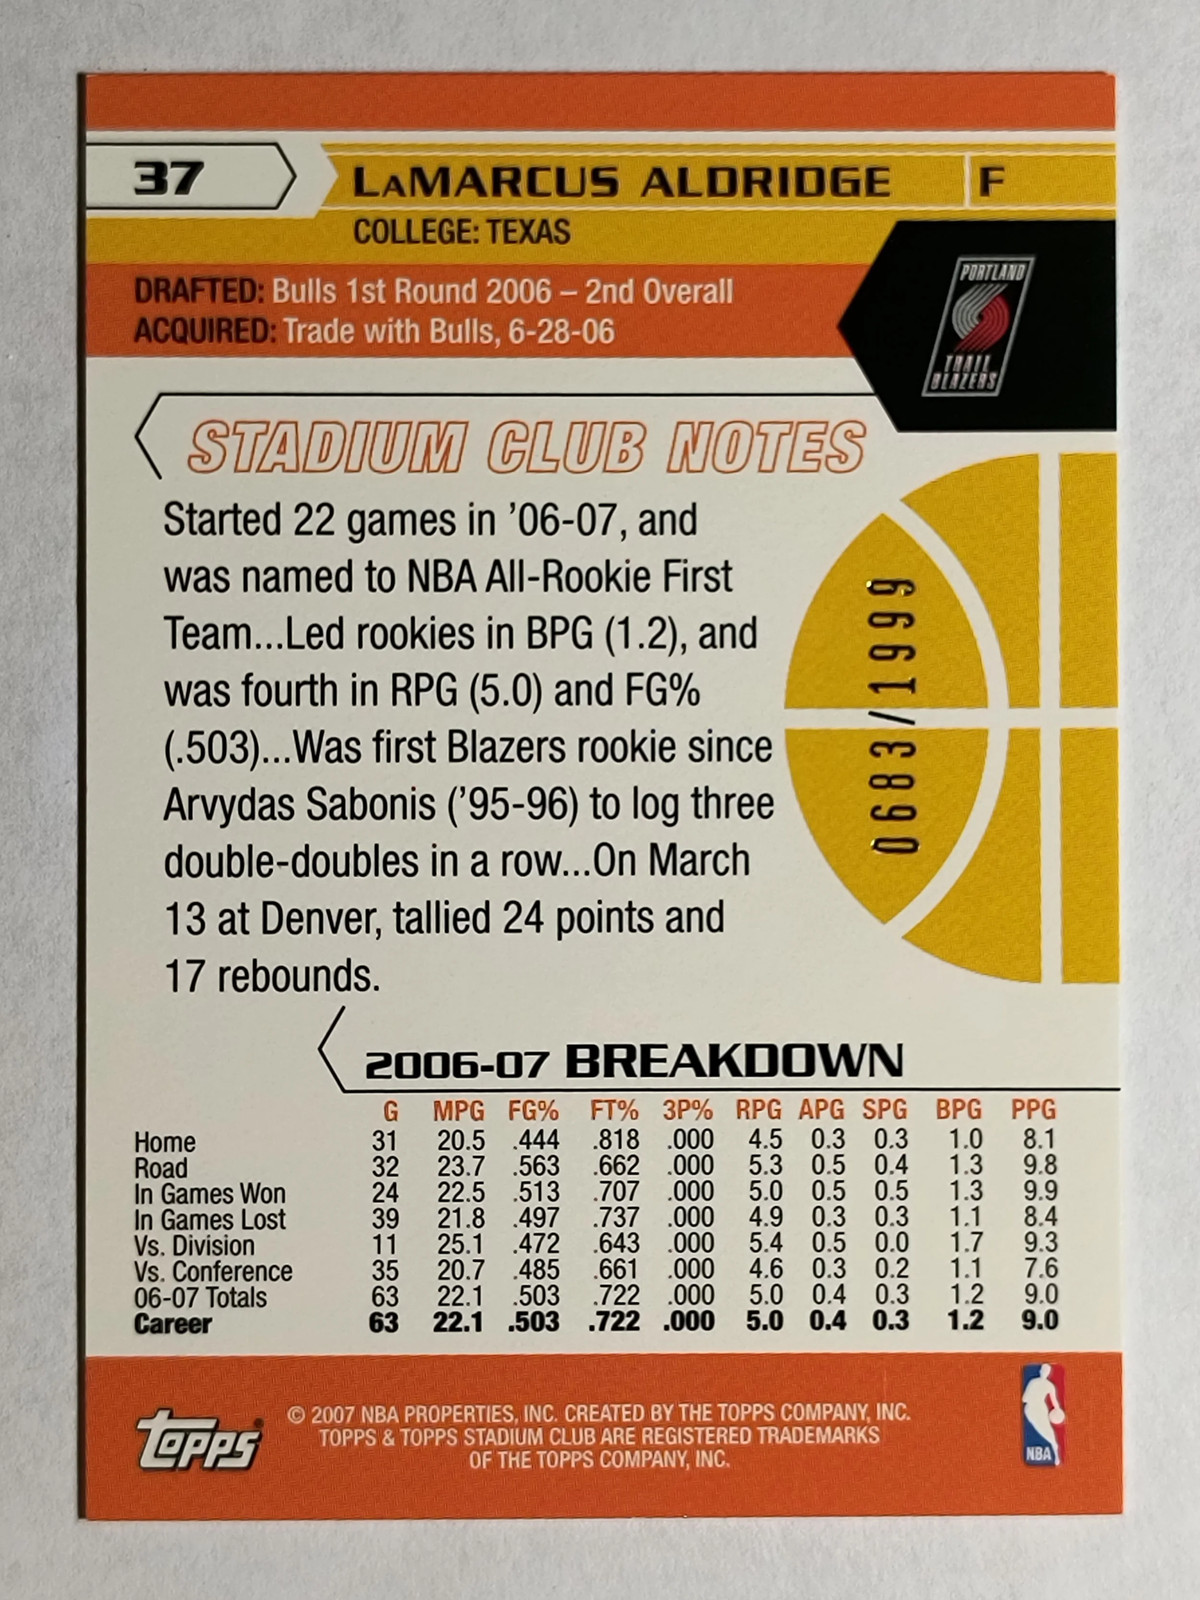 37 LaMARCUS ALDRIDGE F
COLLEGE: TEXAS
DRAFTED: Bulls 1st Round 2006 – 2nd Overall
ACQUIRED: Trade with Bulls, 6-28-06
PORTLAND
TRAIL
BLAZERS
STADIUM CLUB NOTES
Started 22 games in ’06-07, and
was named to NBA All-Rookie First
Team...Led rookies in BPG (1.2), and
was fourth in RPG (5.0) and FG%
(.503)...Was first Blazers rookie since
Arvydas Sabonis (’95-96) to log three
double-doubles in a row...On March
13 at Denver, tallied 24 points and
17 rebounds.
0683/1999
2006-07 BREAKDOWN
G MPG FG% FT% 3P% RPG APG SPG BPG PPG
Home 31 20.5 .444 .818 .000 4.5 0.3 0.3 1.0 8.1
Road 32 23.7 .563 .662 .000 5.3 0.5 0.4 1.3 9.8
In Games Won 24 22.5 .513 .707 .000 5.0 0.5 0.5 1.3 9.9
In Games Lost 39 21.8 .497 .737 .000 4.9 0.3 0.3 1.1 8.4
Vs. Division 11 25.1 .472 .643 .000 5.4 0.5 0.0 1.7 9.3
Vs. Conference 35 20.7 .485 .661 .000 4.6 0.3 0.2 1.1 7.6
06-07 Totals 63 22.1 .503 .722 .000 5.0 0.4 0.3 1.2 9.0
Career 63 22.1 .503 .722 .000 5.0 0.4 0.3 1.2 9.0
Topps®
© 2007 NBA PROPERTIES, INC. CREATED BY THE TOPPS COMPANY, INC.
TOPPS & TOPPS STADIUM CLUB ARE REGISTERED TRADEMARKS
OF THE TOPPS COMPANY, INC.
NBA